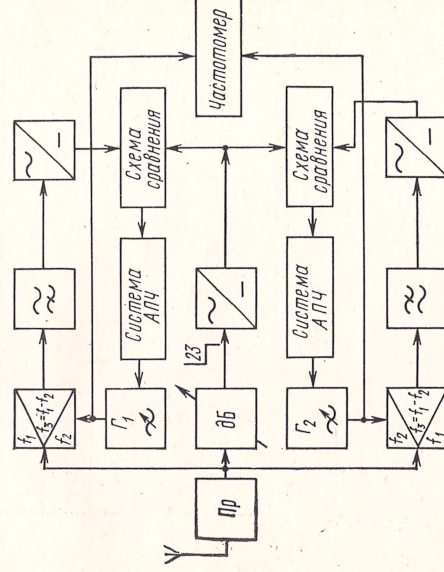 Частотомер
Схема
сравнения
Схема
сравнения
Система
АПЧ
Система
АПЧ
23
Г1
дБ
Г2
f1
f3=f1-f2
f2
f2
f3=f1-f2
f1
Пр